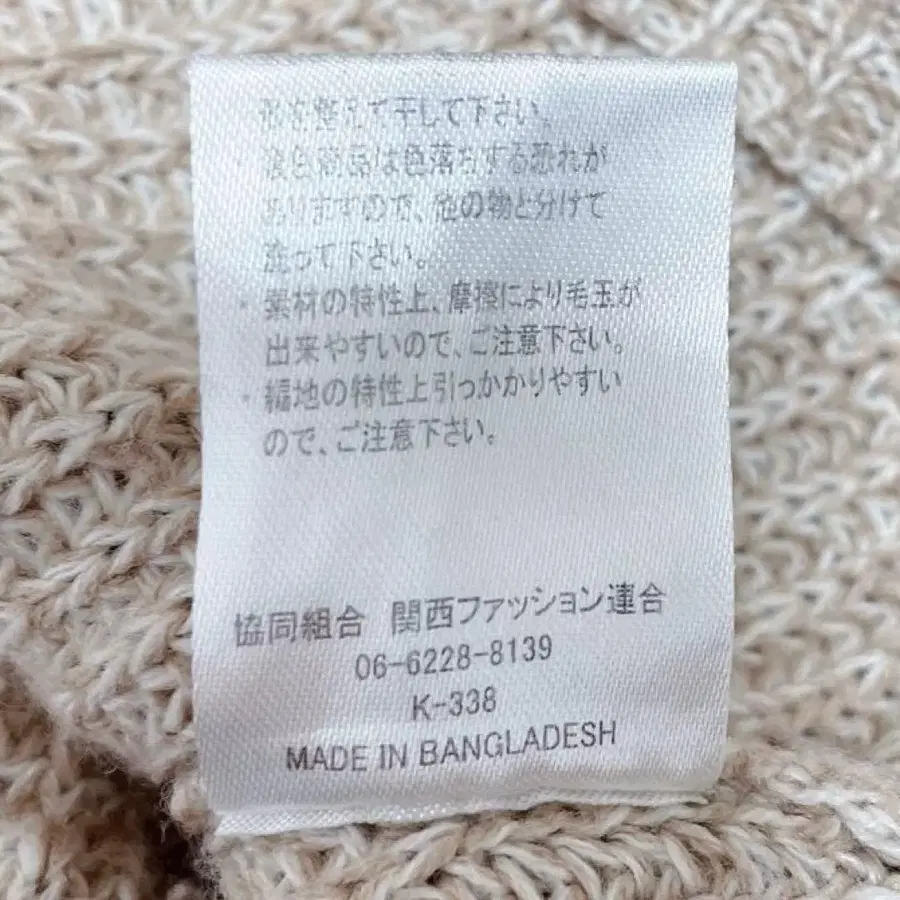 形を整えて干して下さい。
・濃色商品は色落ちする恐れが
ありますので、他の物と分けて
洗って下さい。
・素材の特性上、摩擦により毛玉が
出来やすいので、ご注意下さい。
・編地の特性上引っかかりやすい
ので、ご注意下さい。
協同組合 関西ファッション連合
06-6228-8139
K-338
MADE IN BANGLADESH